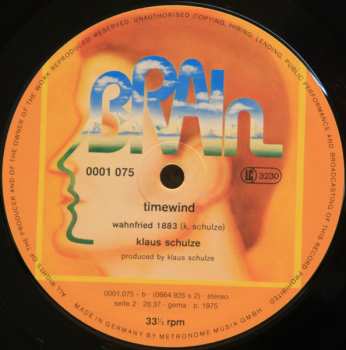 ALL RIGHTS OF THE PRODUCER AND OF THE OWNER OF THE WORK REPRODUCED RESERVED. UNAUTHORISED COPYING, HIRING, LENDING, PUBLIC PERFORMANCE AND BROADCASTING OF THIS RECORD PROHIBITED
BRAIn
0001 075
LC 3230
timewind
wahnfried 1883 (k. schulze)
klaus schulze
produced by klaus schulze
0001.075 - b · (0664 935 s 2) · stereo
seite 2 · 28,37 · gema · p. 1975
33⅓ rpm
MADE IN GERMANY BY METRONOME MUSIK GMBH